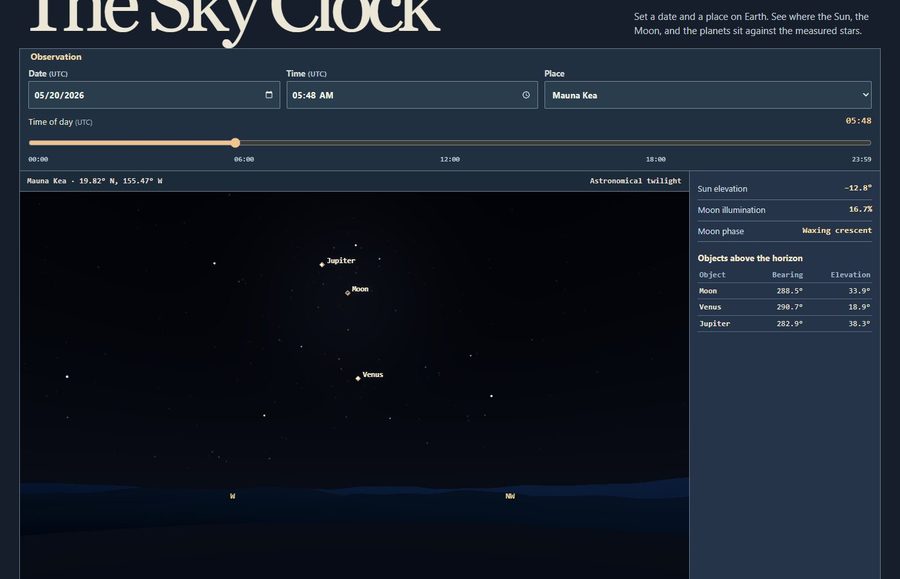 The Sky Clock
Set a date and a place on Earth. See where the Sun, the
Moon, and the planets sit against the measured stars.
Observation
Date (UTC)
05/20/2026
Time (UTC)
05:48 AM
Place
Mauna Kea
Time of day (UTC)
05:48
00:00 06:00 12:00 18:00 23:59
Mauna Kea · 19.82° N, 155.47° W
Astronomical twilight
Jupiter
Moon
Venus
W
NW
Sun elevation −12.8°
Moon illumination 16.7%
Moon phase Waxing crescent
Objects above the horizon
Object Bearing Elevation
Moon 288.5° 33.9°
Venus 290.7° 18.9°
Jupiter 282.9° 38.3°